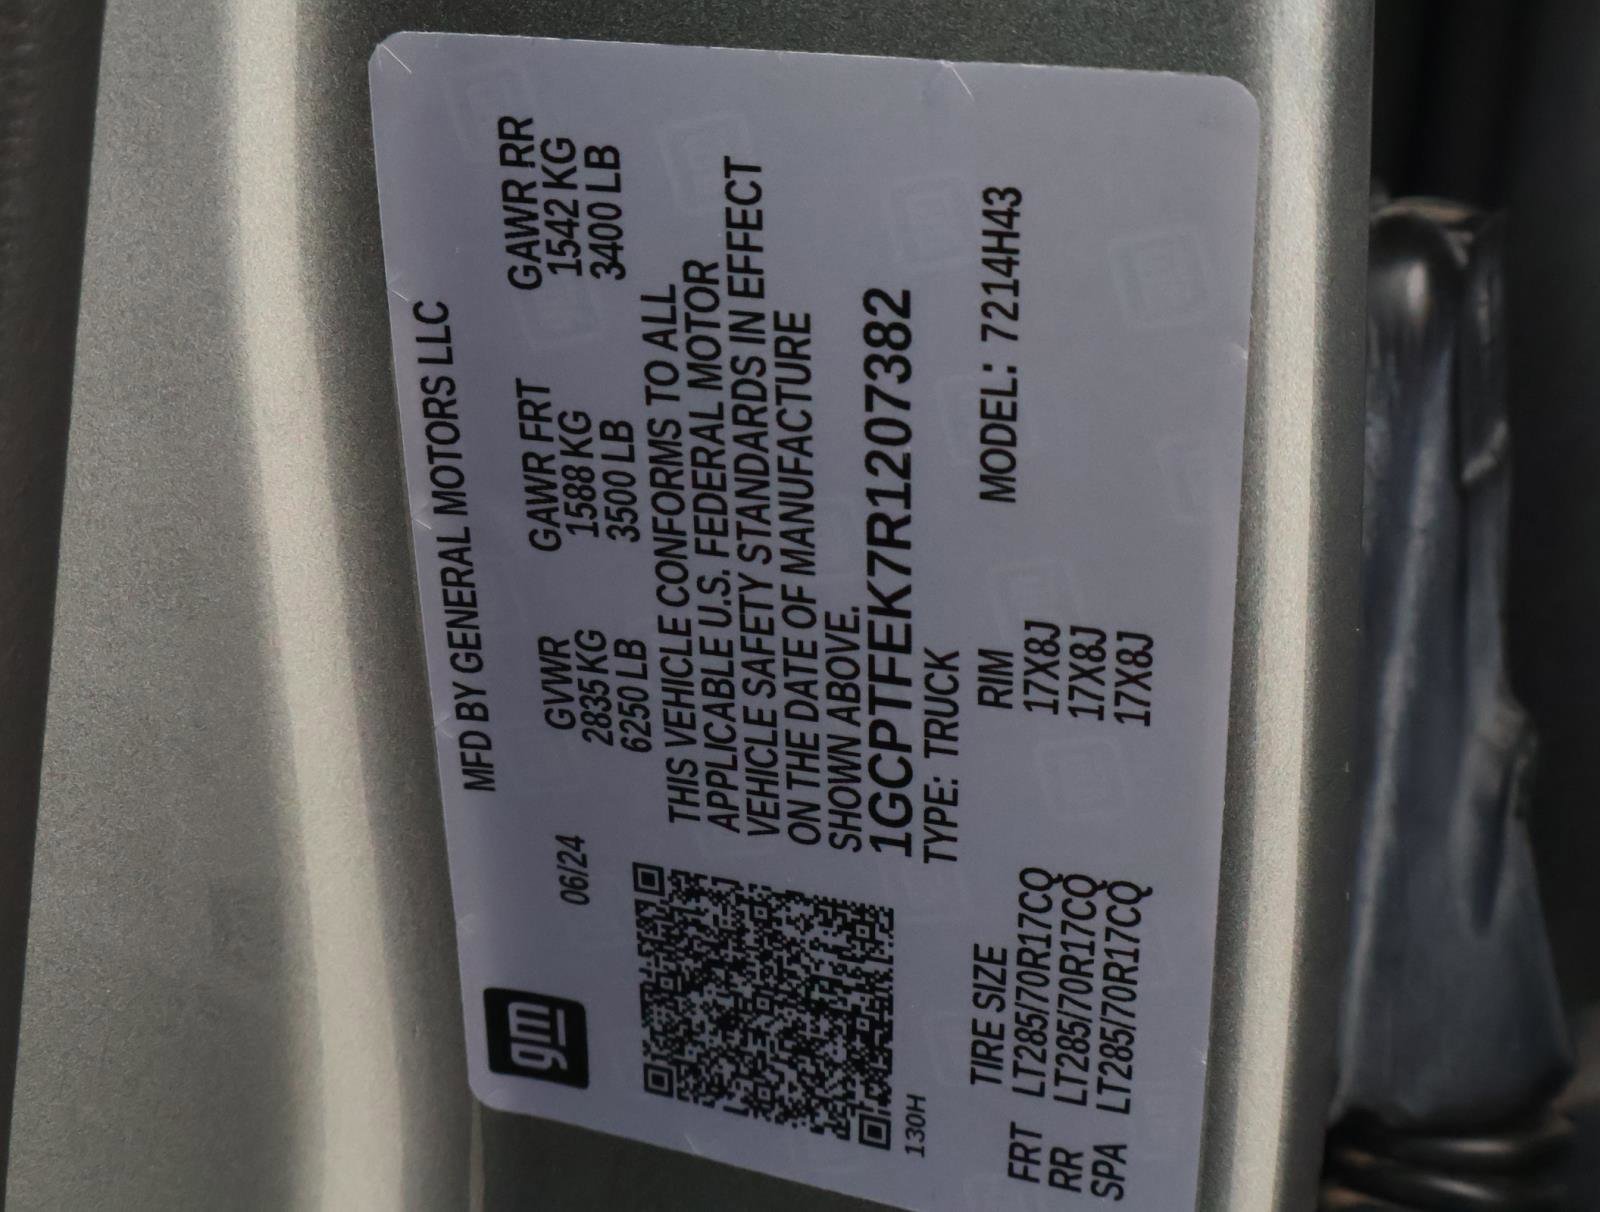 gm
MFD BY GENERAL MOTORS LLC
06/24
GVWR GAWR FRT GAWR RR
2835 KG 1588 KG 1542 KG
6250 LB 3500 LB 3400 LB
THIS VEHICLE CONFORMS TO ALL
APPLICABLE U.S. FEDERAL MOTOR
VEHICLE SAFETY STANDARDS IN EFFECT
ON THE DATE OF MANUFACTURE
SHOWN ABOVE.
1GCPTFEK7R1207382
130H
TYPE: TRUCK
MODEL: 7214H43
TIRE SIZE RIM
FRT LT285/70R17CQ 17X8J
RR LT285/70R17CQ 17X8J
SPA LT285/70R17CQ 17X8J